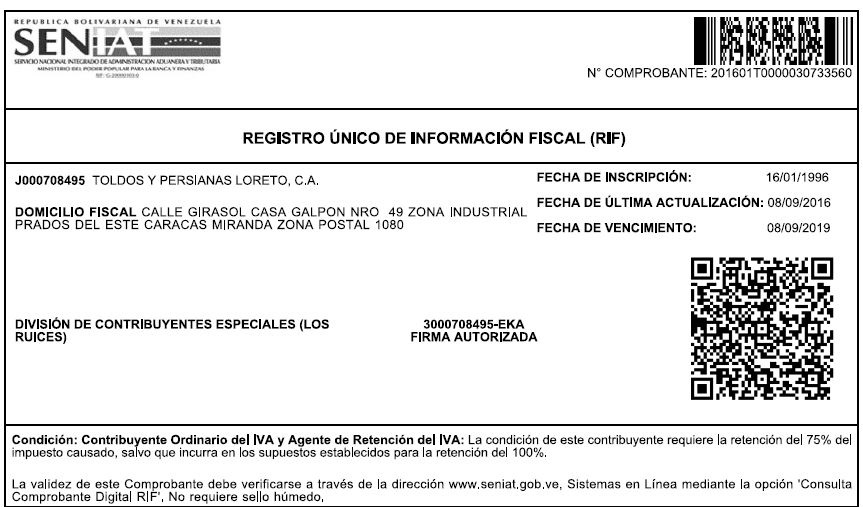 REPUBLICA BOLIVARIANA DE VENEZUELA
SENIAT
SERVICIO NACIONAL INTEGRADO DE ADMINISTRACION ADUANERA Y TRIBUTARIA
MINISTERIO DEL PODER POPULAR PARA LA BANCA Y FINANZAS
RIF: G-20000303-0
N° COMPROBANTE: 201601T0000030733560
REGISTRO ÚNICO DE INFORMACIÓN FISCAL (RIF)
J000708495 TOLDOS Y PERSIANAS LORETO, C.A.
DOMICILIO FISCAL CALLE GIRASOL CASA GALPON NRO 49 ZONA INDUSTRIAL
PRADOS DEL ESTE CARACAS MIRANDA ZONA POSTAL 1080
FECHA DE INSCRIPCIÓN: 16/01/1996
FECHA DE ÚLTIMA ACTUALIZACIÓN: 08/09/2016
FECHA DE VENCIMIENTO: 08/09/2019
DIVISIÓN DE CONTRIBUYENTES ESPECIALES (LOS
RUICES)
3000708495-EKA
FIRMA AUTORIZADA
Condición: Contribuyente Ordinario del IVA y Agente de Retención del IVA: La condición de este contribuyente requiere la retención del 75% del
impuesto causado, salvo que incurra en los supuestos establecidos para la retención del 100%.
La validez de este Comprobante debe verificarse a través de la dirección www.seniat.gob.ve, Sistemas en Línea mediante la opción 'Consulta
Comprobante Digital RIF', No requiere sello húmedo,